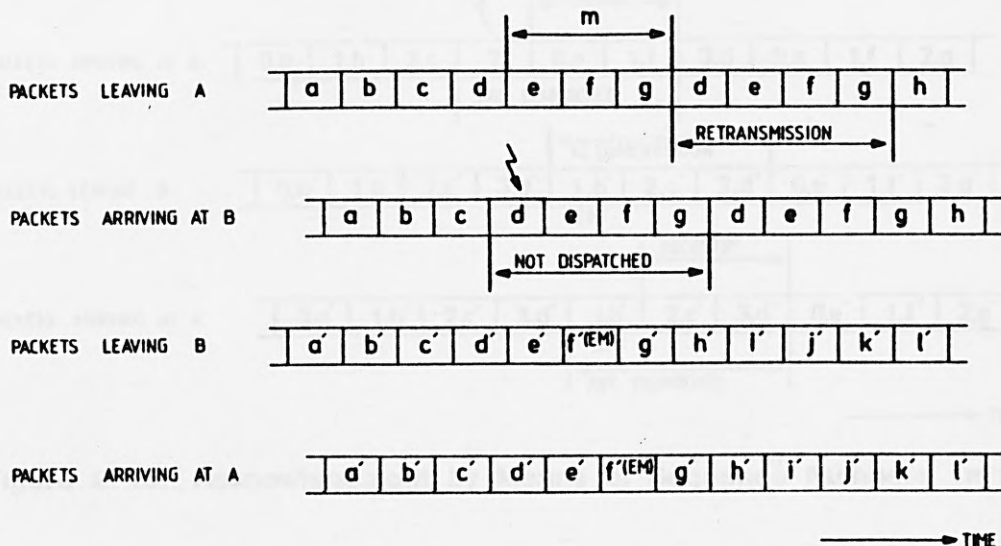 m
PACKETS LEAVING A a b c d e f g d e f g h
RETRANSMISSION
PACKETS ARRIVING AT B a b c d e f g d e f g h
NOT DISPATCHED
PACKETS LEAVING B a´ b´ c´ d´ e´ f´(EM) g´ h´ l´ j´ k´ l´
PACKETS ARRIVING AT A a´ b´ c´ d´ e´ f´(EM) g´ h´ i´ j´ k´ l´
TIME